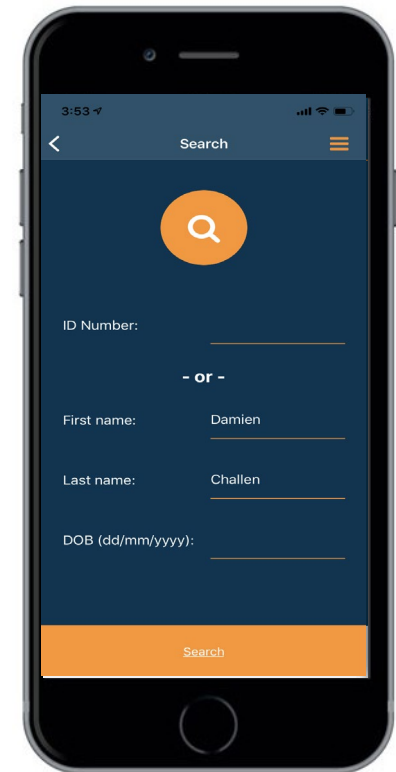 3:53
Search
ID Number:
- or -
First name: Damien
Last name: Challen
DOB (dd/mm/yyyy):
Search